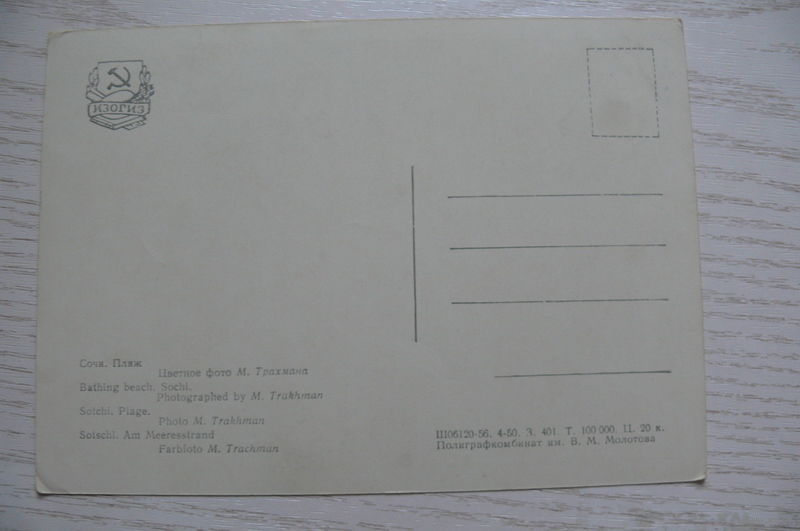 ИЗОГИЗ
Сочи. Пляж
Цветное фото М. Трахмана
Bathing beach. Sochi.
Photographed by M. Trakhman
Sotchi. Plage.
Photo M. Trakhman
Sotschi. Am Meeresstrand
Farbfoto M. Trachman
Ш06120-56. 4-50. З. 401. Т. 100 000. Ц. 20 к.
Полиграфкомбинат им. В. М. Молотова